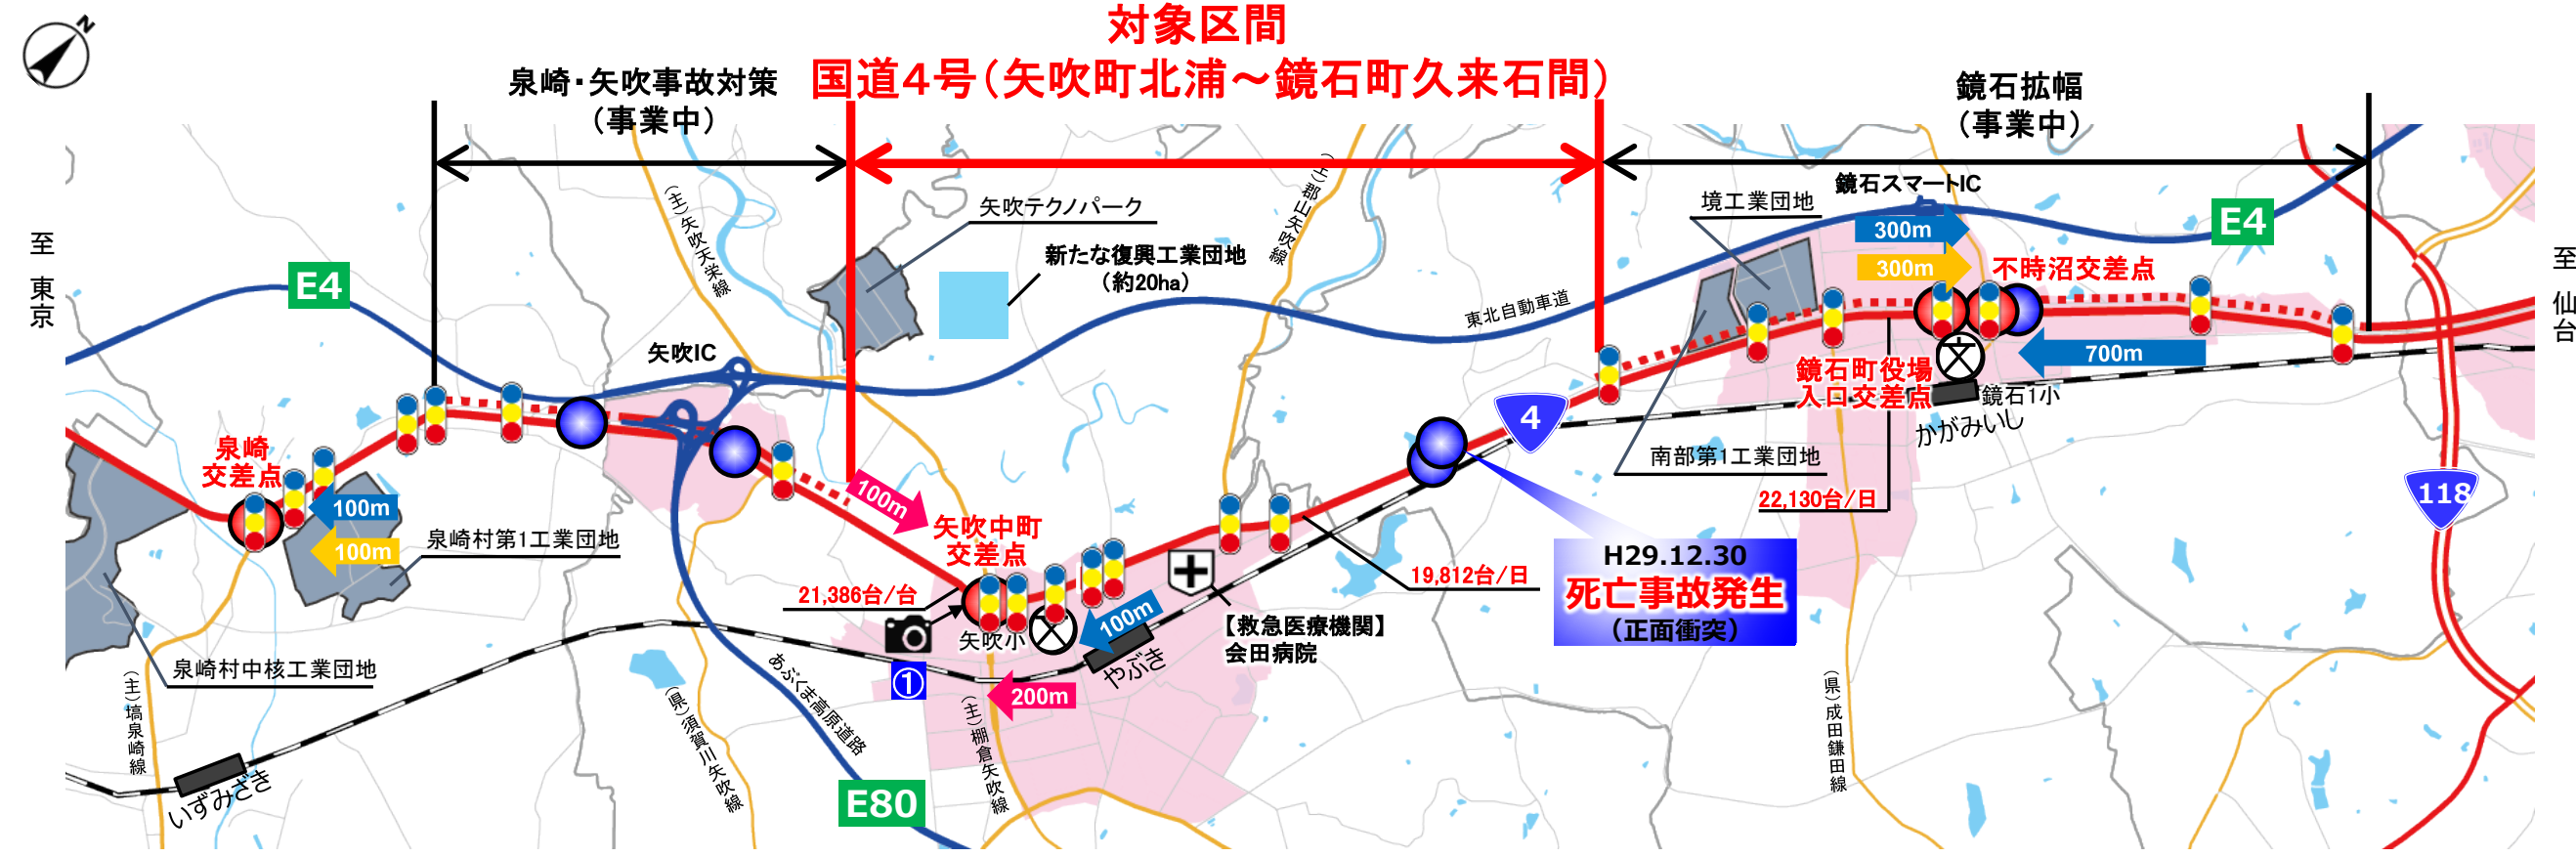 対象区間
国道4号(矢吹町北浦～鏡石町久来石間)
泉崎・矢吹事故対策
(事業中)
鏡石拡幅
(事業中)
N
至 東京
至 仙台
E4
E4
E80
4
118
(主)矢吹天栄線
矢吹テクノパーク
新たな復興工業団地
(約20ha)
(主)郡山矢吹線
東北自動車道
境工業団地
鏡石スマートIC
300m
300m
不時沼交差点
700m
鏡石町役場
入口交差点
鏡石1小
かがみいし
南部第1工業団地
22,130台/日
矢吹IC
泉崎
交差点
100m
100m
泉崎村第1工業団地
泉崎村中核工業団地
(主)塙泉崎線
いずみざき
100m
矢吹中町
交差点
21,386台/台
矢吹小
①
100m
200m
やぶき
【救急医療機関】
会田病院
19,812台/日
H29.12.30
死亡事故発生
(正面衝突)
(県)須賀川矢吹線
あぶくま高原道路
(主)棚倉矢吹線
(県)成田鎌田線